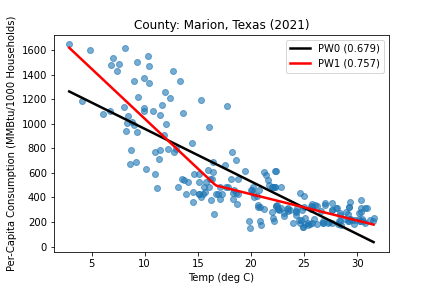 County: Marion, Texas (2021)
Per-Capita Consumption (MMBtu/1000 Households)
1600
1400
1200
1000
800
600
400
200
0
PW0 (0.679)
PW1 (0.757)
5 10 15 20 25 30
Temp (deg C)